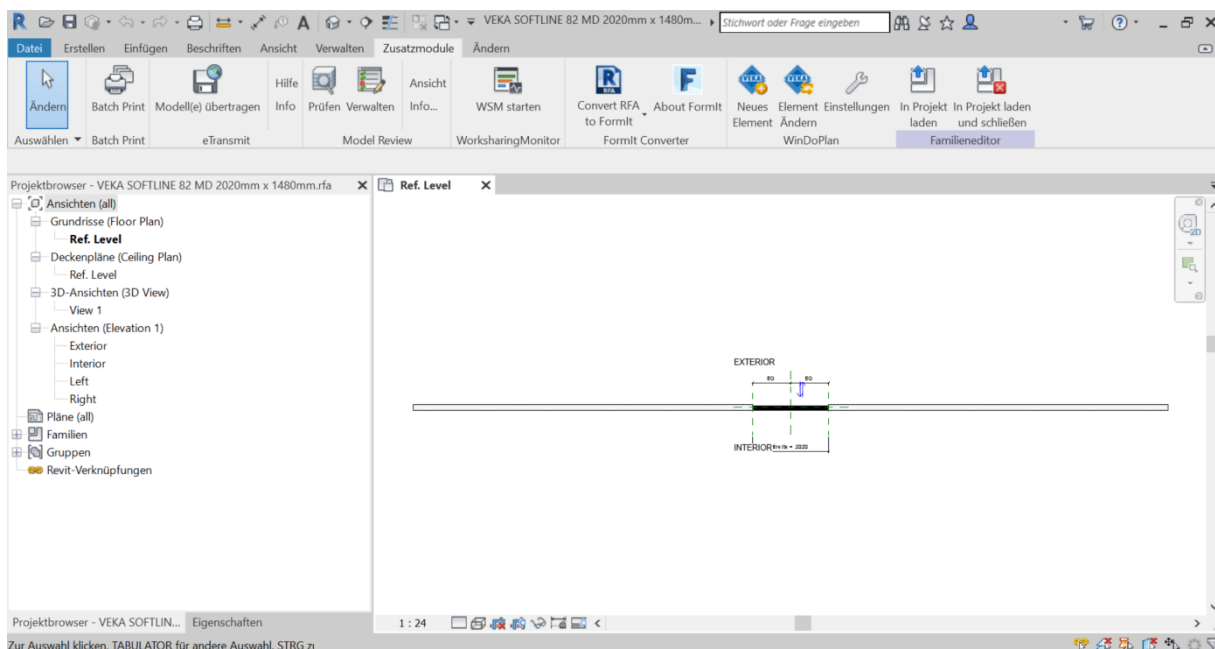 VEKA SOFTLINE 82 MD 2020mm x 1480m... Stichwort oder Frage eingeben
Datei Erstellen Einfügen Beschriften Ansicht Verwalten Zusatzmodule Ändern
Ändern Batch Print Modell(e) übertragen Hilfe Info Prüfen Verwalten Ansicht Info... WSM starten Convert RFA to FormIt About FormIt Neues Element Element Ändern Einstellungen In Projekt laden In Projekt laden und schließen
Auswählen Batch Print eTransmit Model Review WorksharingMonitor FormIt Converter WinDoPlan Familieneditor
Projektbrowser - VEKA SOFTLINE 82 MD 2020mm x 1480mm.rfa Ref. Level
Ansichten (all)
Grundrisse (Floor Plan)
Ref. Level
Deckenpläne (Ceiling Plan)
Ref. Level
3D-Ansichten (3D View)
View 1
Ansichten (Elevation 1)
Exterior
Interior
Left
Right
Pläne (all)
Familien
Gruppen
Revit-Verknüpfungen
2D
EXTERIOR
EQ EQ
INTERIOR Breite = 2020
Projektbrowser - VEKA SOFTLIN... Eigenschaften 1 : 24
Zur Auswahl klicken, TABULATOR für andere Auswahl, STRG zu